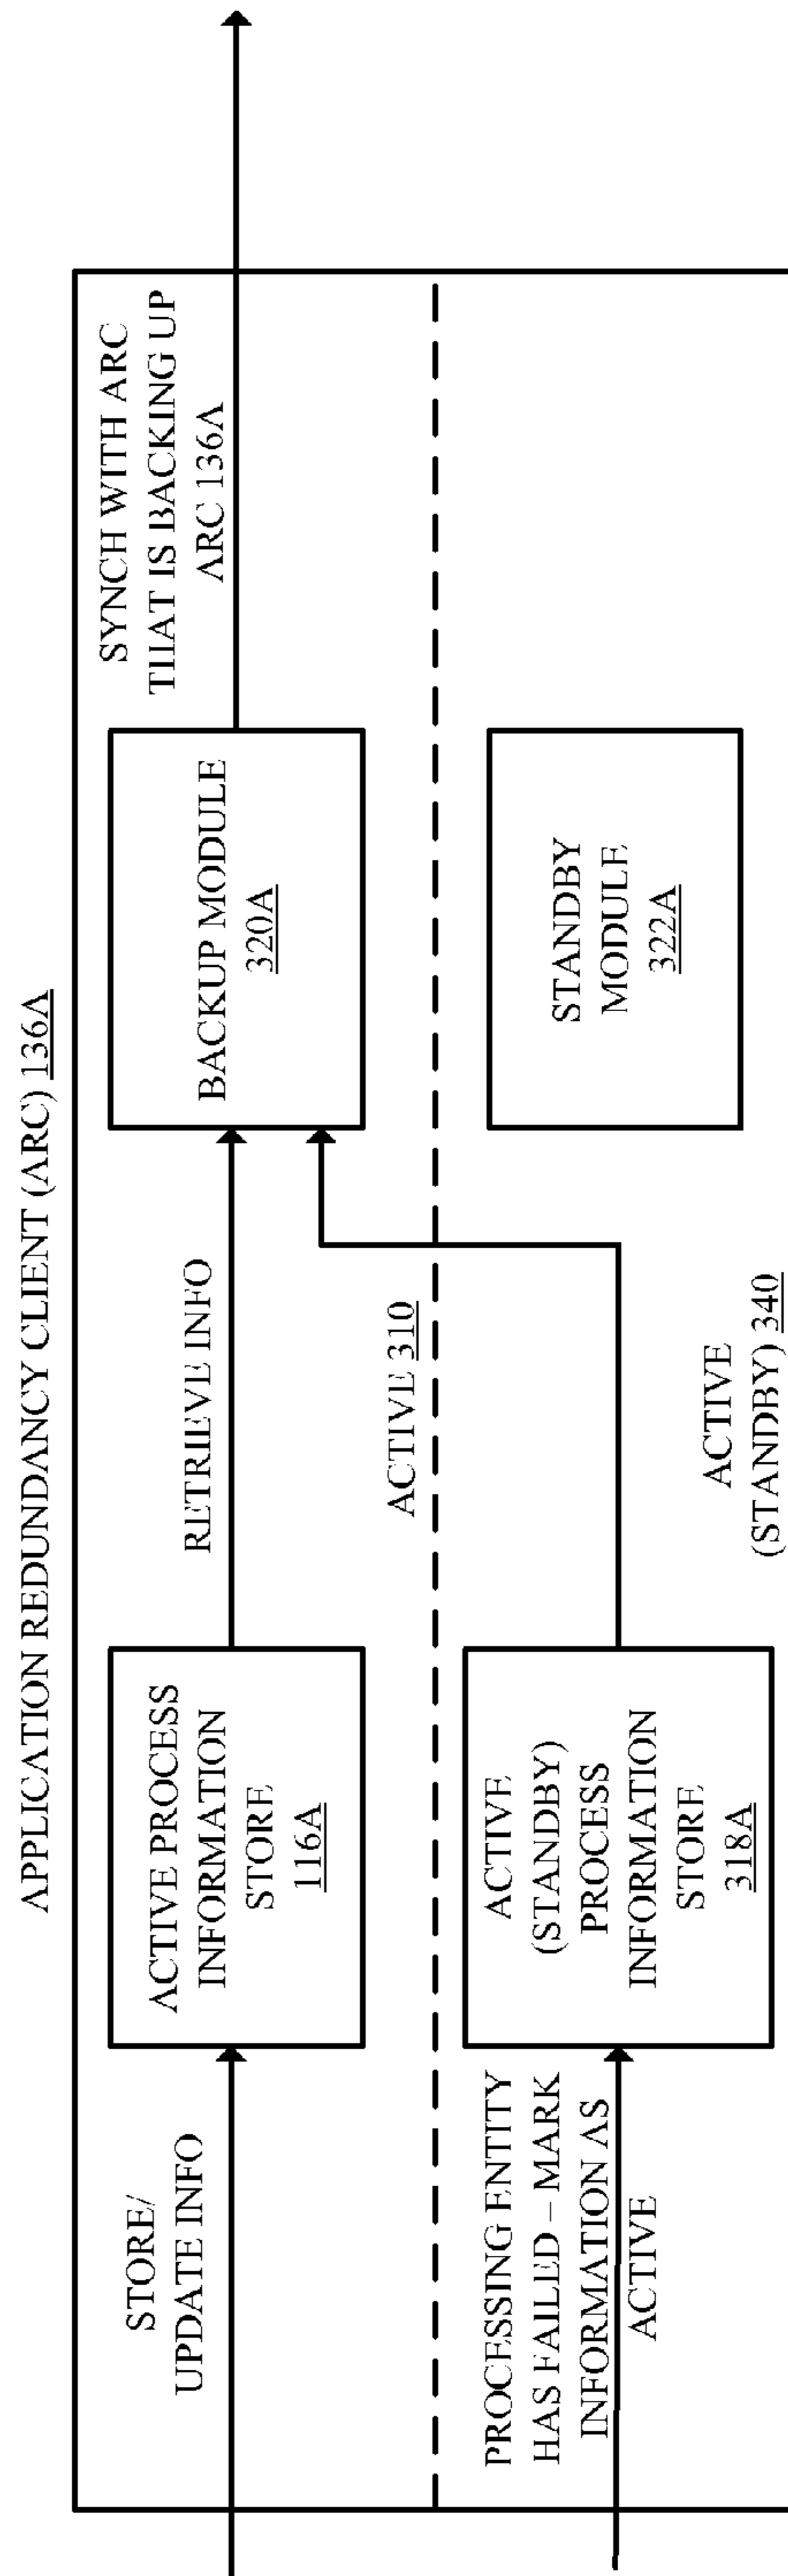 APPLICATION REDUNDANCY CLIENT (ARC) 136A
STORE/
UPDATE INFO
ACTIVE PROCESS
INFORMATION
STORE
116A
RETRIEVE INFO
BACKUP MODULE
320A
SYNCH WITH ARC
THAT IS BACKING UP
ARC 136A
ACTIVE 310
PROCESSING ENTITY
HAS FAILED – MARK
INFORMATION AS
ACTIVE
ACTIVE
(STANDBY)
PROCESS
INFORMATION
STORE
318A
STANDBY
MODULE
322A
ACTIVE
(STANDBY) 340